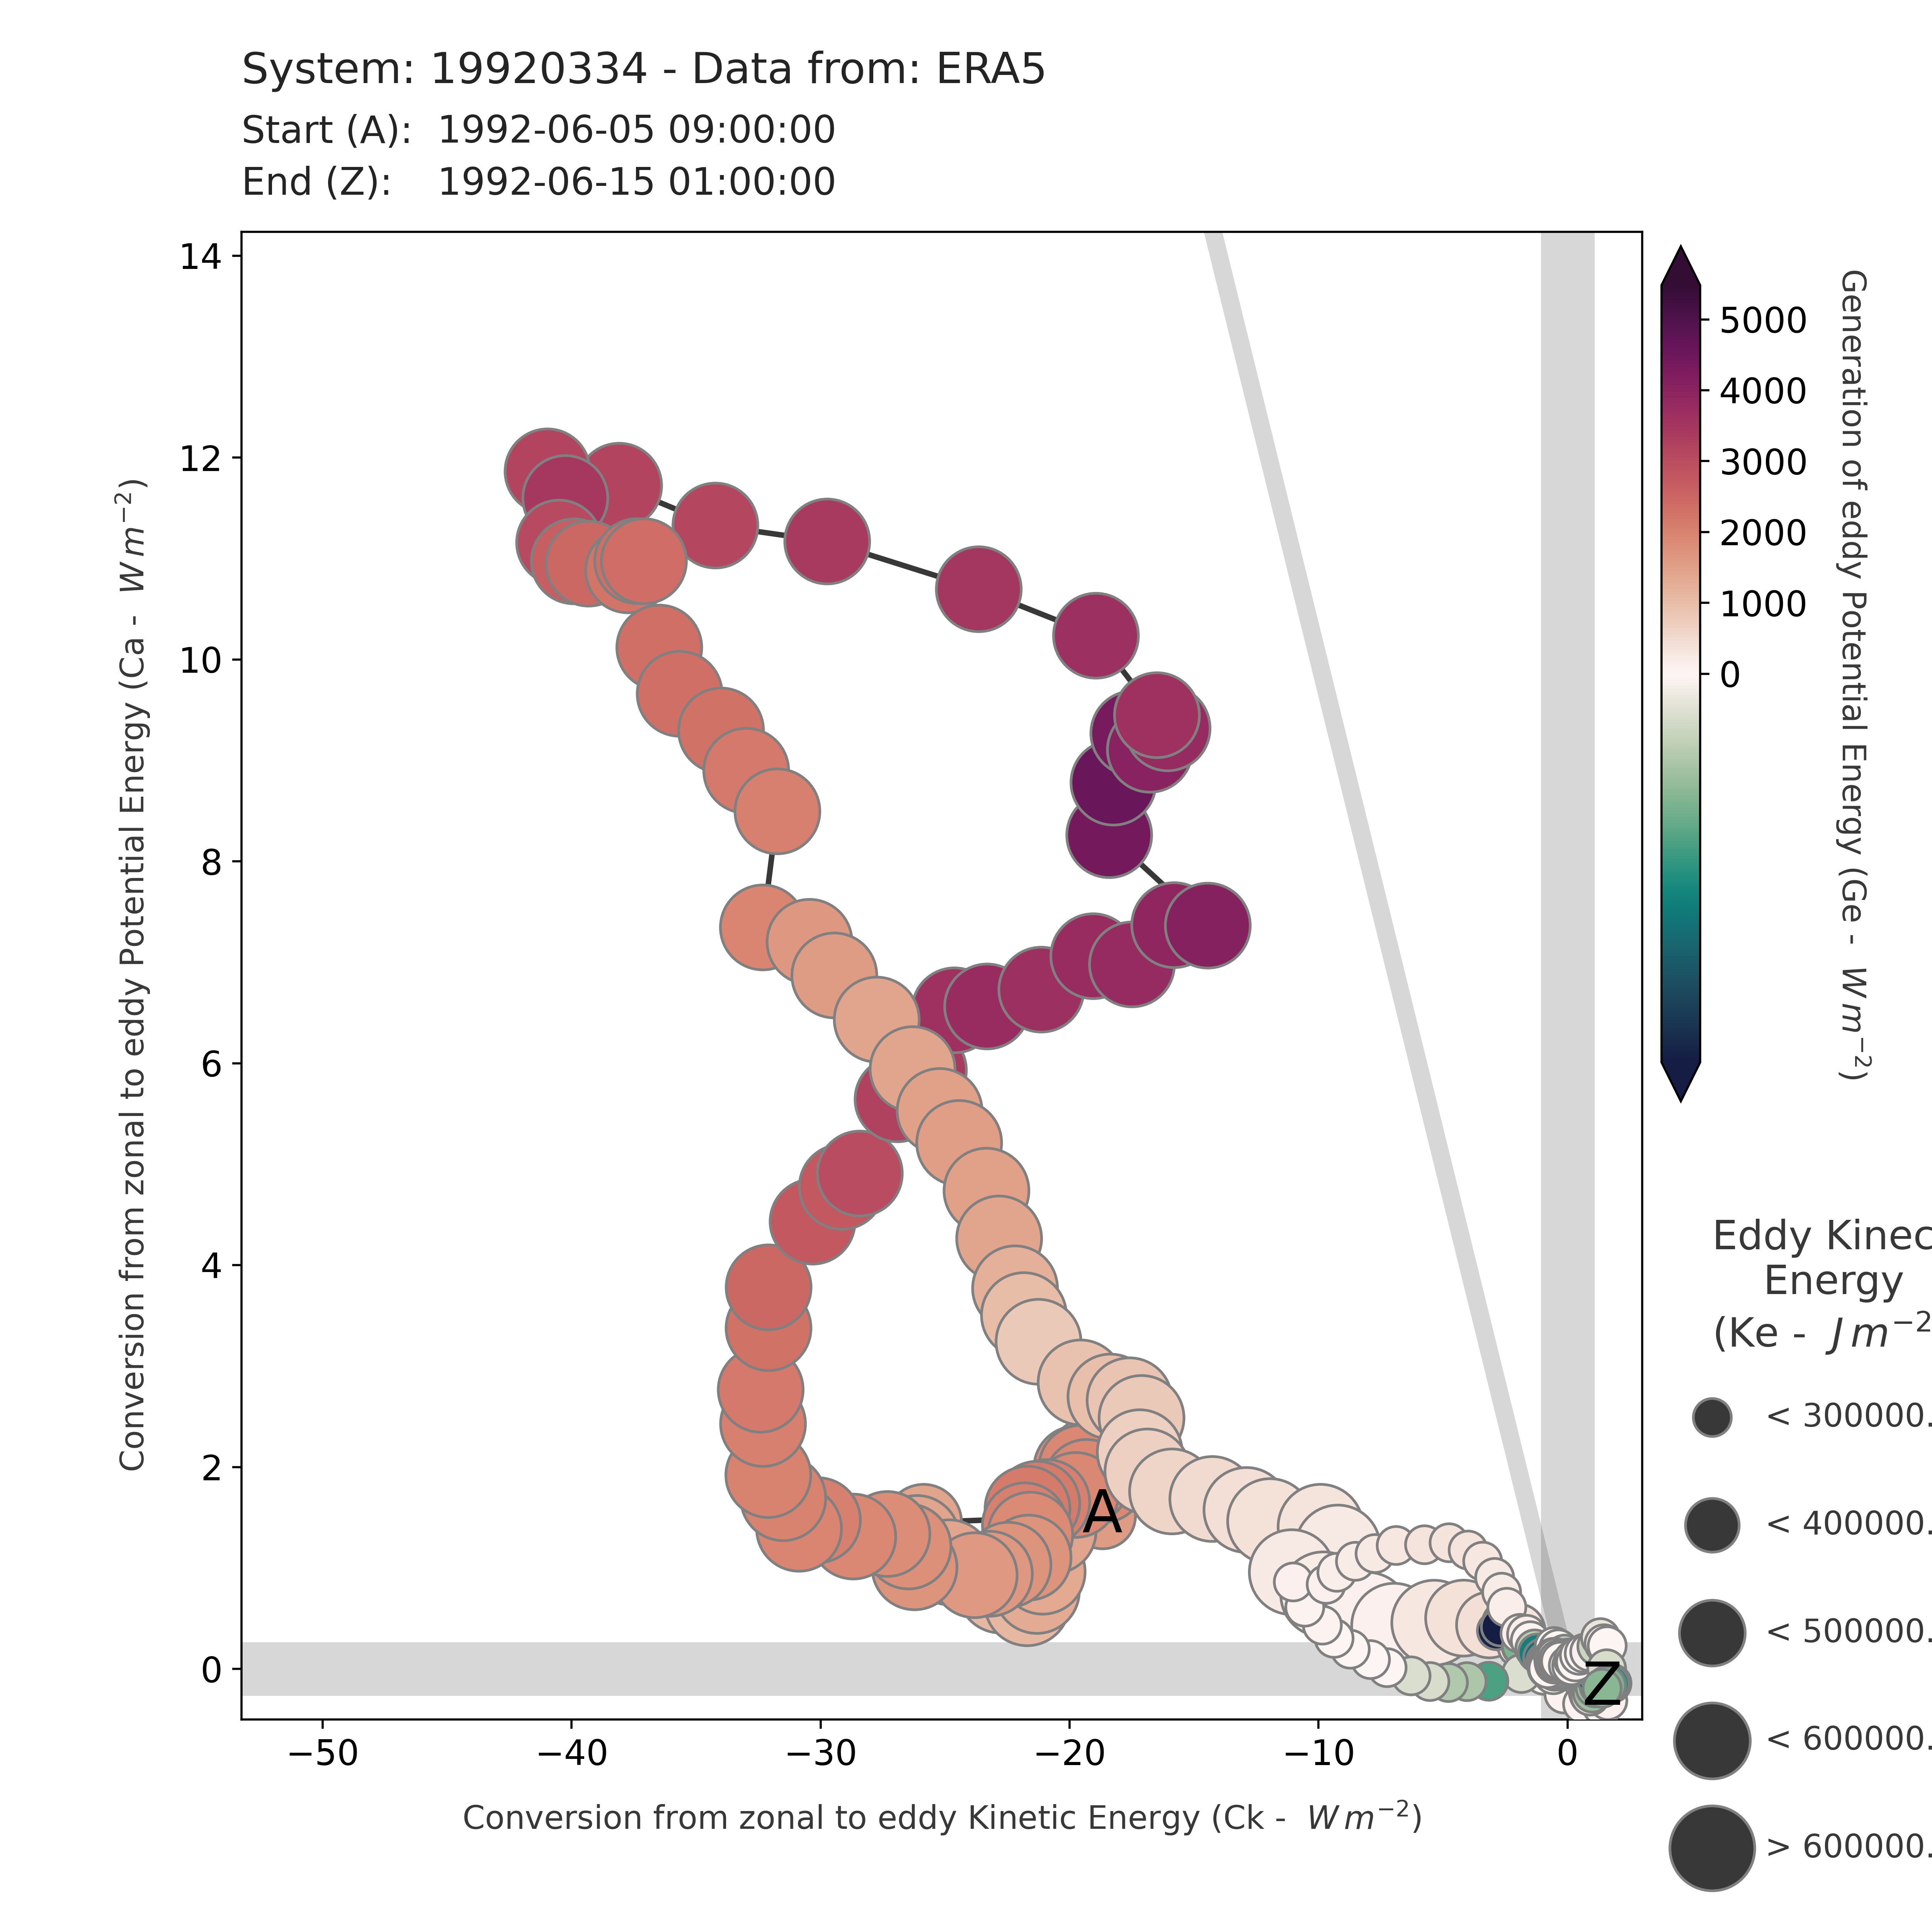 System: 19920334 - Data from: ERA5
Start (A): 1992-06-05 09:00:00
End (Z): 1992-06-15 01:00:00
14
12
10
8
6
4
2
0
Conversion from zonal to eddy Potential Energy (Ca - W m−2)
−50
−40
−30
−20
−10
0
Conversion from zonal to eddy Kinetic Energy (Ck - W m−2)
A
Z
5000
4000
3000
2000
1000
0
Generation of eddy Potential Energy (Ge - W m−2)
Eddy Kinec
Energy
(Ke - J m−2
< 300000.
< 400000.
< 500000.
< 600000.
> 600000.